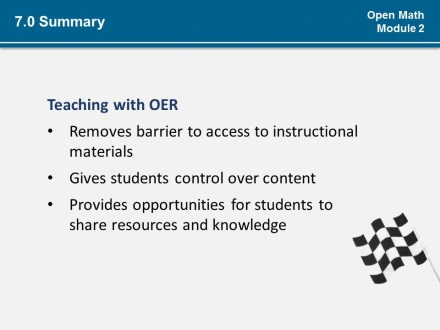 7.0 Summary
Open Math
Module 2
Teaching with OER
• Removes barrier to access to instructional
materials
• Gives students control over content
• Provides opportunities for students to
share resources and knowledge